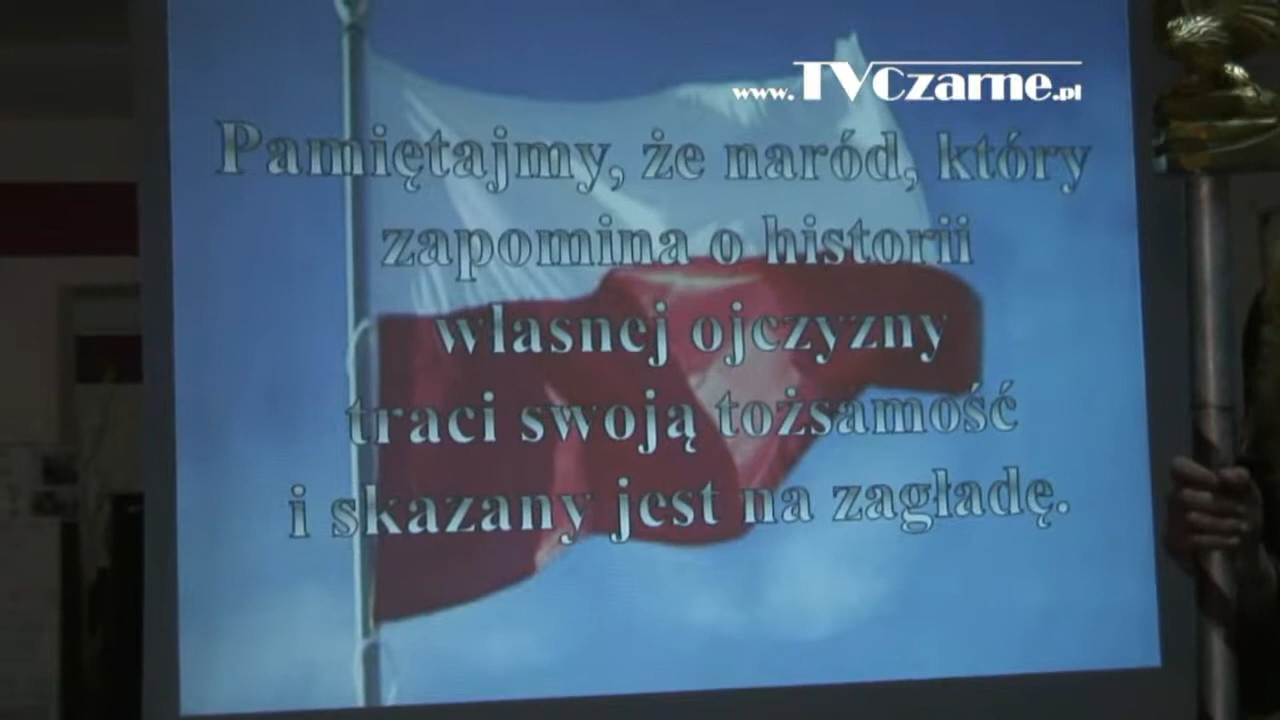 www.TVCzarne.pl
Pamiętajmy, że naród, który
zapomina o historii
własnej ojczyzny
traci swoją tożsamość
i skazany jest na zagładę.